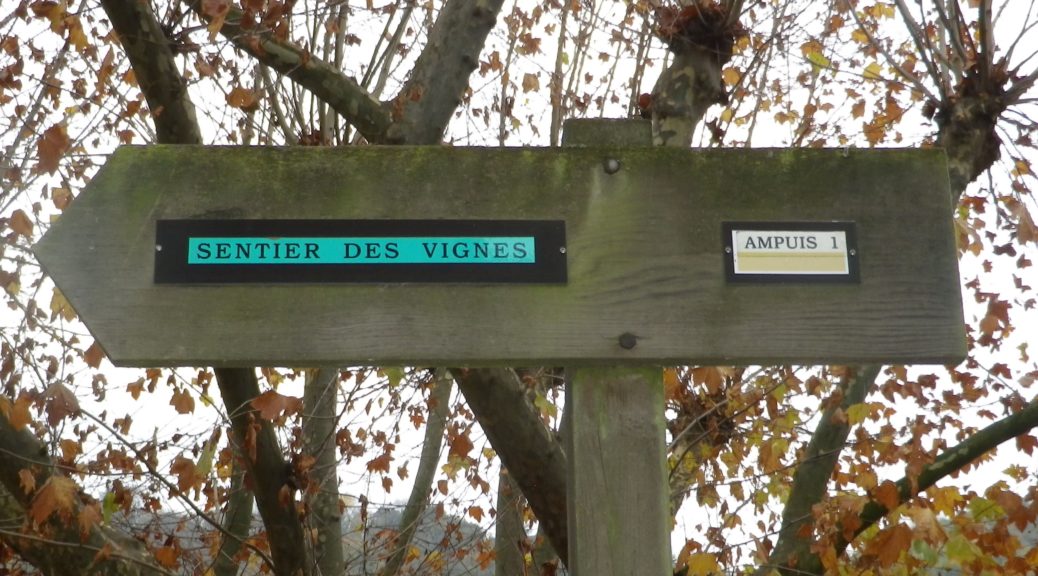 SENTIER DES VIGNES
AMPUIS 1